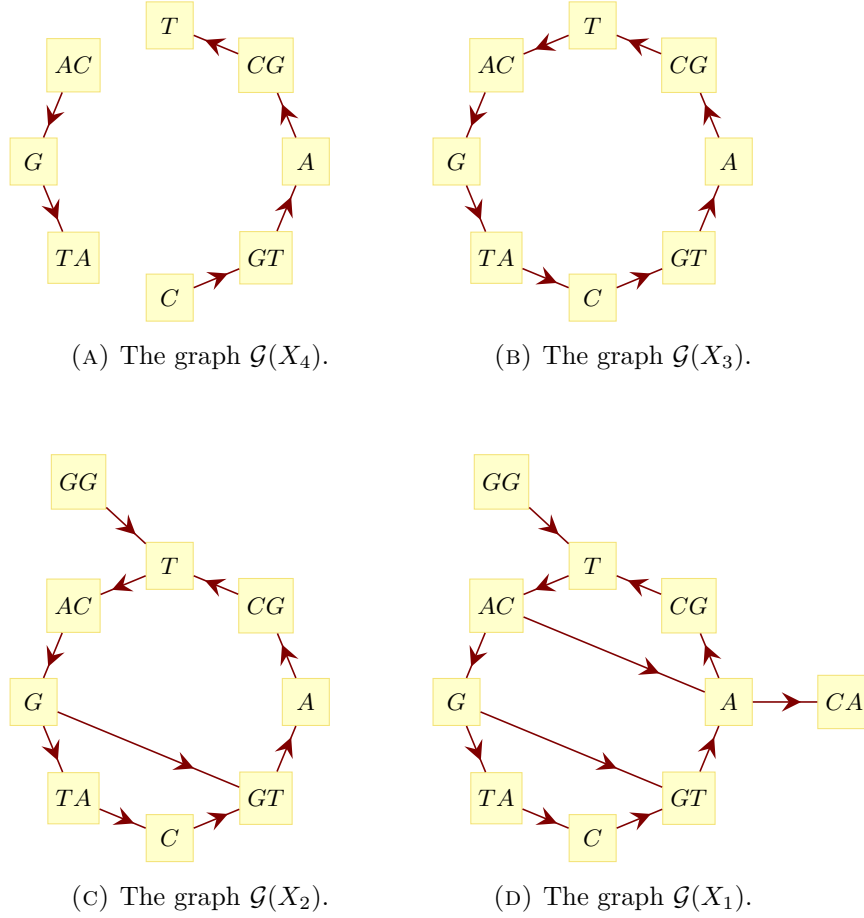 T
T
AC
CG
AC
CG
G
A
G
A
TA
GT
TA
GT
C
C
(A) The graph 𝒢(X₄).
(B) The graph 𝒢(X₃).
GG
GG
T
T
AC
CG
AC
CG
G
A
G
A
CA
TA
GT
TA
GT
C
C
(C) The graph 𝒢(X₂).
(D) The graph 𝒢(X₁).